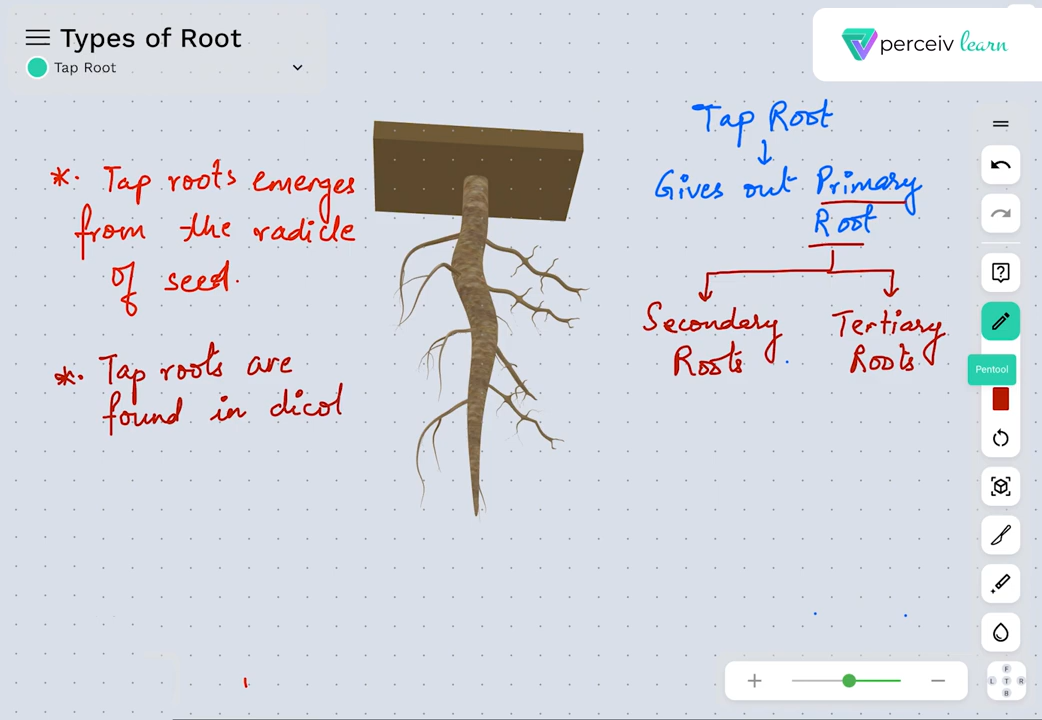 Types of Root
Tap Root
perceiv learn
*. Tap roots emerges
from the radicle
of seed.
*. Tap roots are
found in dicot
Tap Root
Gives out Primary
Root
Secondary
Roots
Tertiary
Roots
Pentool
F
L T R
B